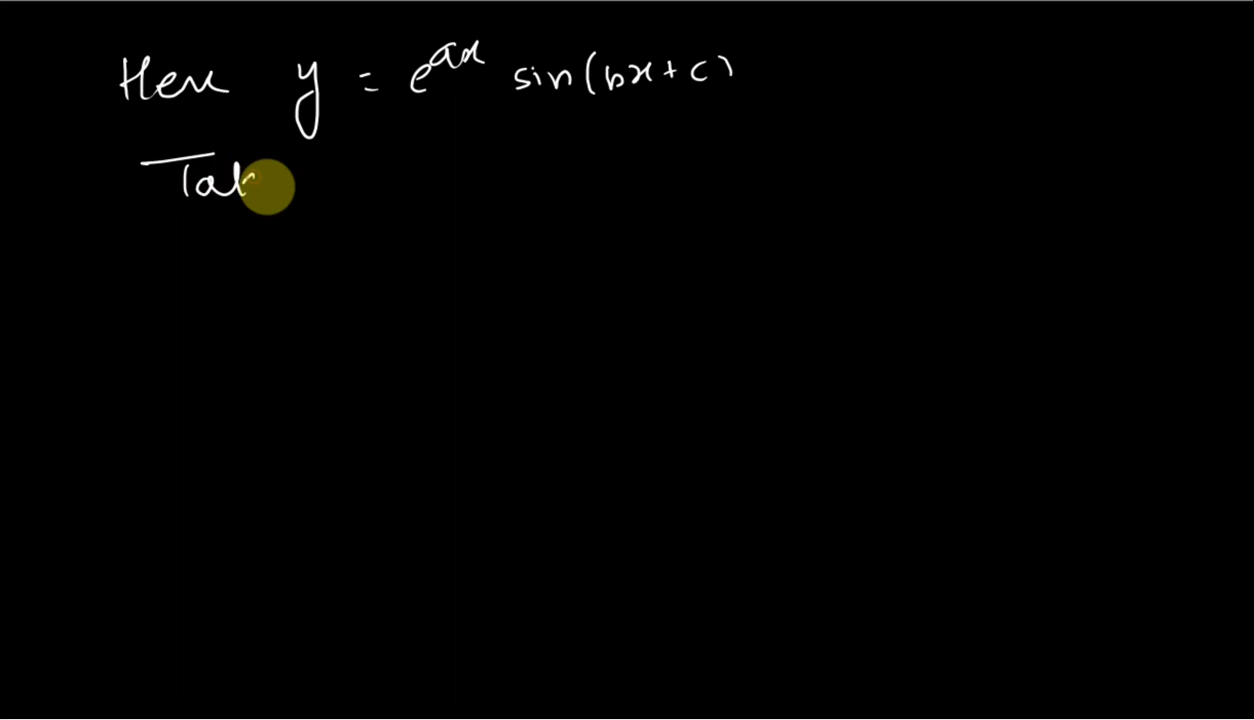 Here y = e^ax sin(bx+c)
Tak